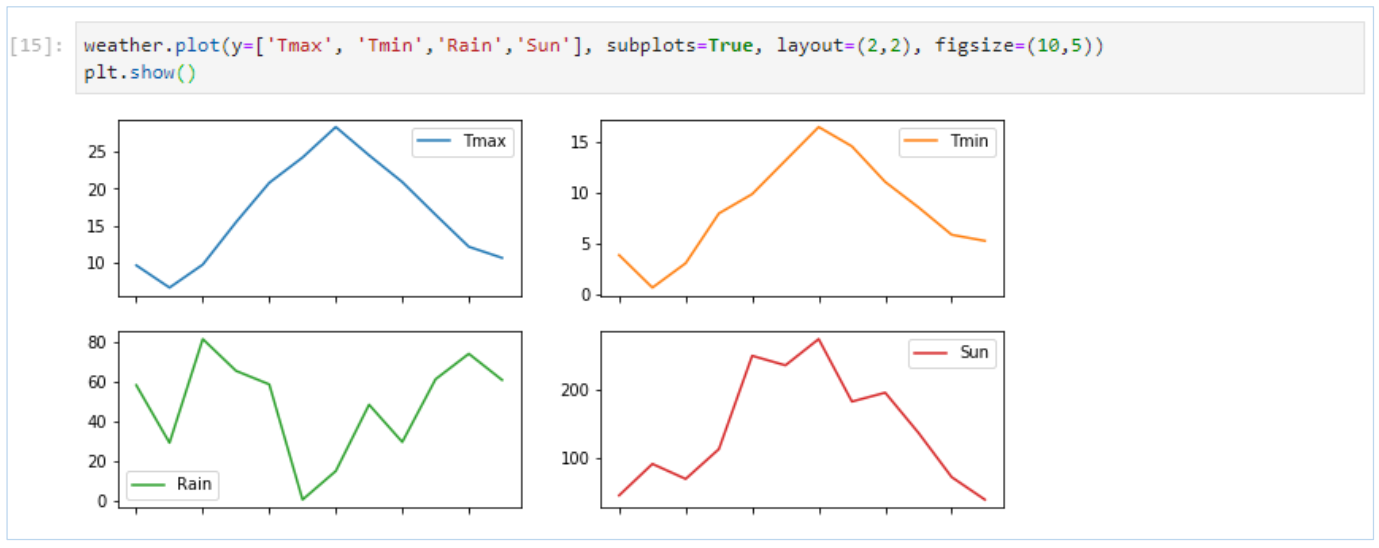 [15]: weather.plot(y=['Tmax', 'Tmin','Rain','Sun'], subplots=True, layout=(2,2), figsize=(10,5))
plt.show()
Tmax
25
20
15
10
Tmin
15
10
5
0
80
60
40
20
0
Rain
Sun
200
100